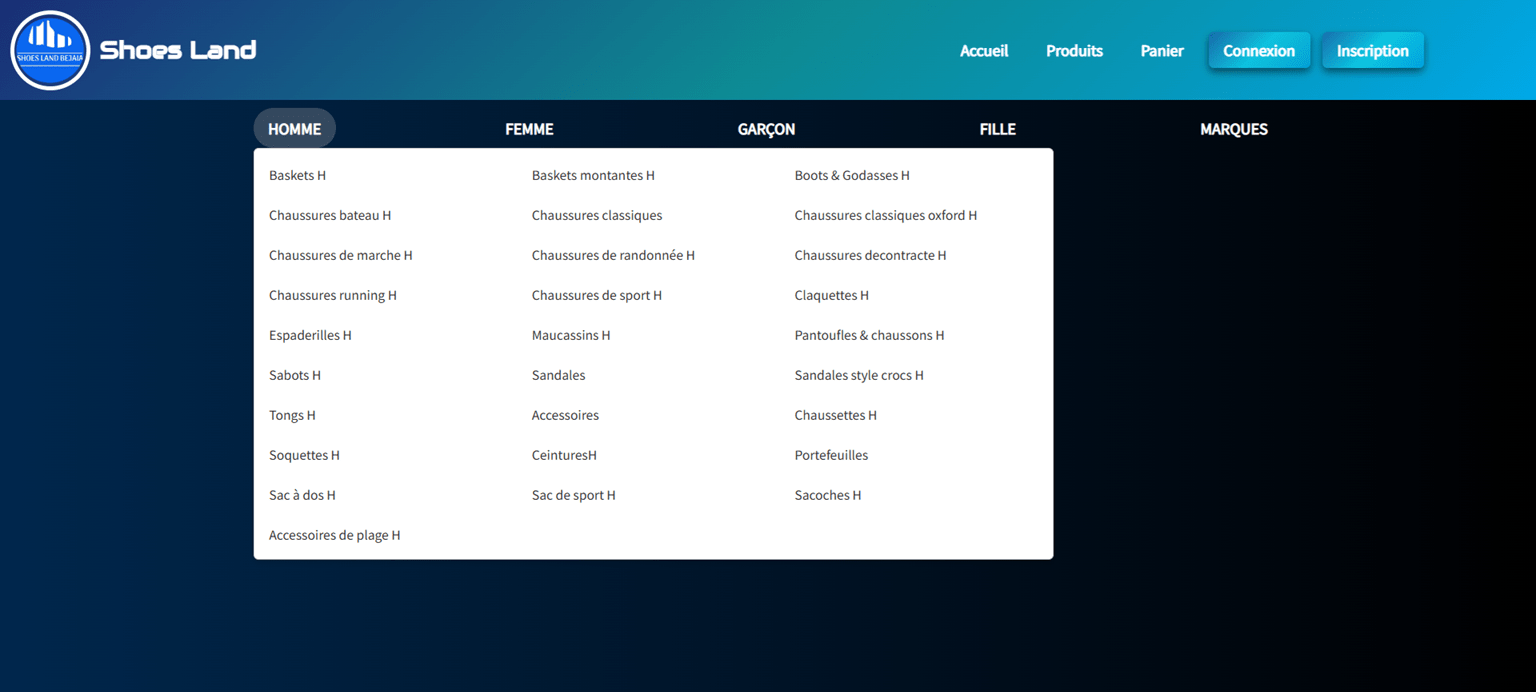 SHOES LAND BEJAIA
Shoes Land
Accueil Produits Panier Connexion Inscription
HOMME FEMME GARÇON FILLE MARQUES
Baskets H Baskets montantes H Boots & Godasses H
Chaussures bateau H Chaussures classiques Chaussures classiques oxford H
Chaussures de marche H Chaussures de randonnée H Chaussures decontracte H
Chaussures running H Chaussures de sport H Claquettes H
Espaderilles H Maucassins H Pantoufles & chaussons H
Sabots H Sandales Sandales style crocs H
Tongs H Accessoires Chaussettes H
Soquettes H CeinturesH Portefeuilles
Sac à dos H Sac de sport H Sacoches H
Accessoires de plage H